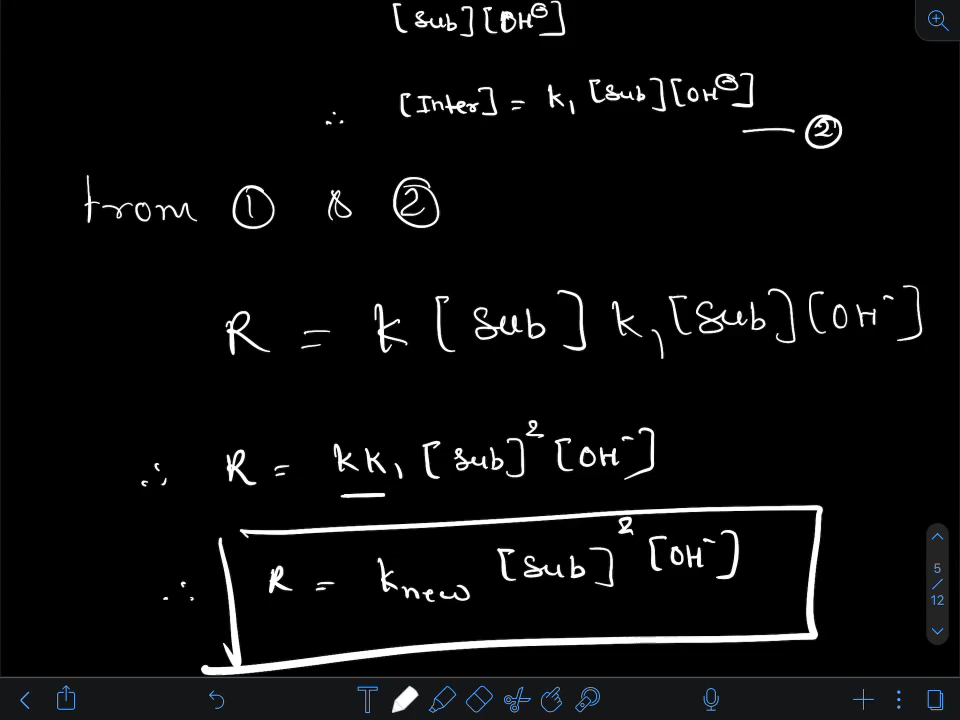 [Sub][OH⊖]
∴ [Inter] = K₁ [Sub][OH⊖]
—— ②
from ① & ②
R = K [Sub] K₁ [Sub][OH⁻]
∴ R = KK₁ [Sub]² [OH⁻]
∴ R = Knew [Sub]² [OH⁻]
5
/
12
T